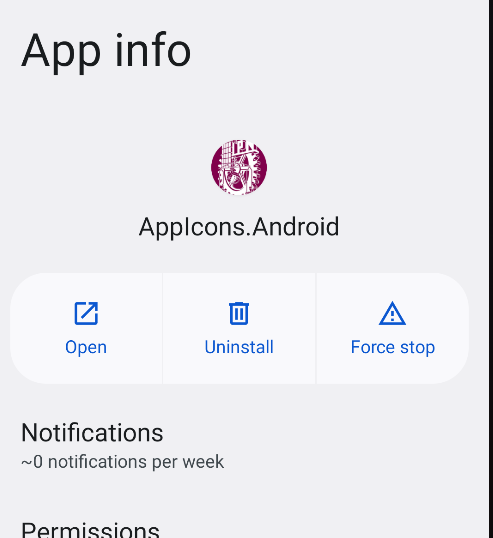 App info
AppIcons.Android
Open
Uninstall
Force stop
Notifications
~0 notifications per week
Permissions